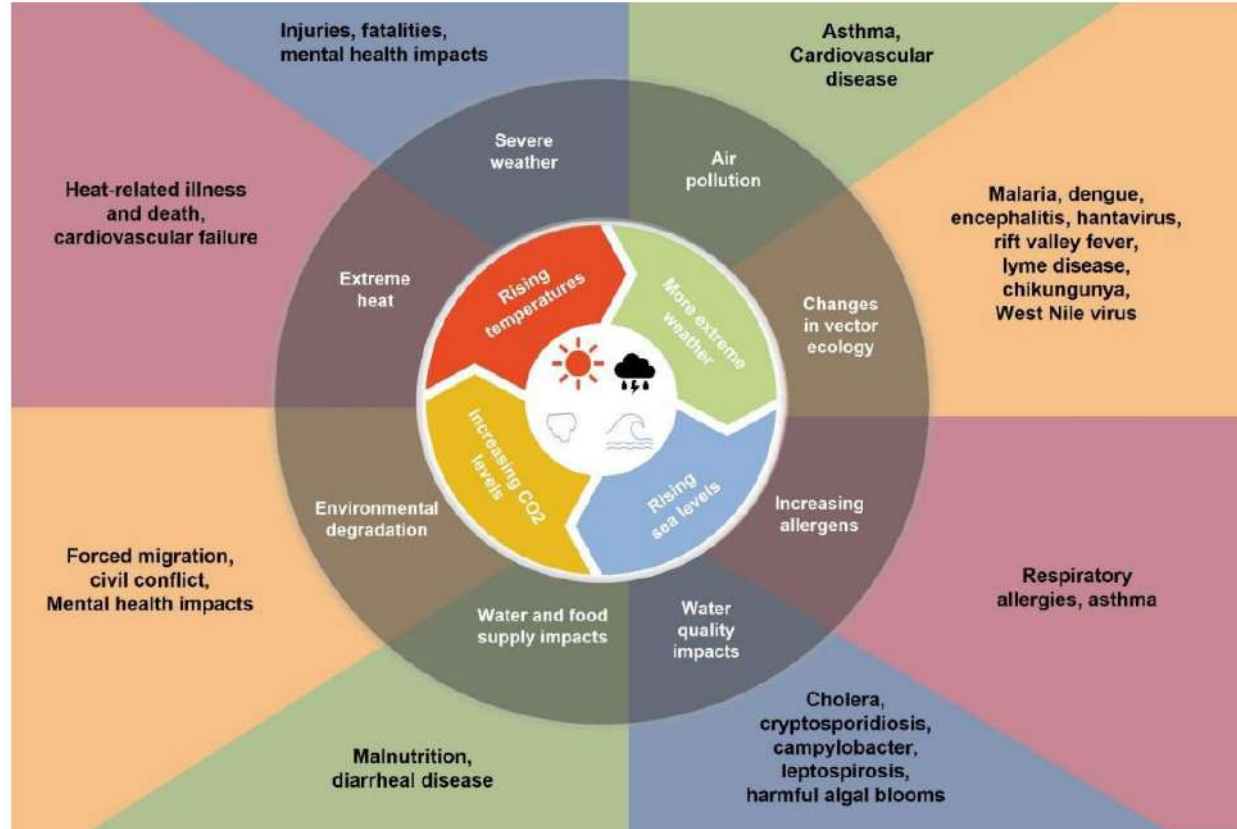 Injuries, fatalities,
mental health impacts
Asthma,
Cardiovascular
disease
Severe
weather
Air
pollution
Heat-related illness
and death,
cardiovascular failure
Malaria, dengue,
encephalitis, hantavirus,
rift valley fever,
lyme disease,
chikungunya,
West Nile virus
Extreme
heat
Rising
temperatures
More extreme
weather
Changes
in vector
ecology
Increasing CO2
levels
Rising
sea levels
Environmental
degradation
Increasing
allergens
Forced migration,
civil conflict,
Mental health impacts
Respiratory
allergies, asthma
Water and food
supply impacts
Water
quality
impacts
Malnutrition,
diarrheal disease
Cholera,
cryptosporidiosis,
campylobacter,
leptospirosis,
harmful algal blooms